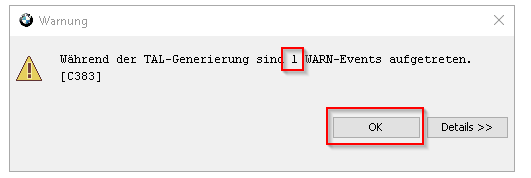 Warnung
Während der TAL-Generierung sind 1 WARN-Events aufgetreten.
[C383]
OK
Details >>